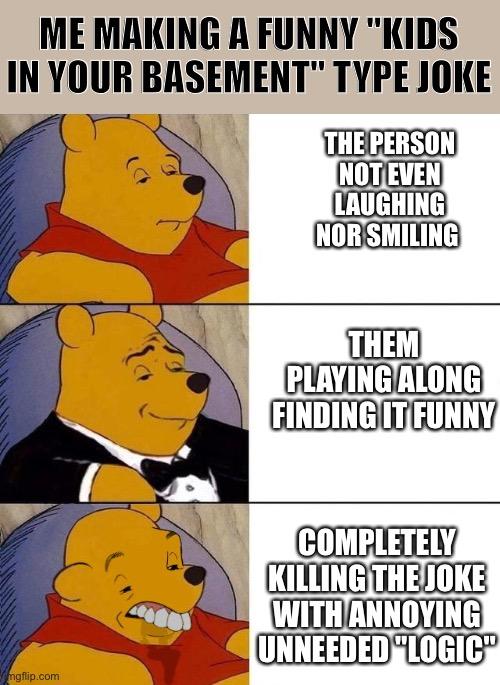 ME MAKING A FUNNY "KIDS
IN YOUR BASEMENT" TYPE JOKE
THE PERSON
NOT EVEN
LAUGHING
NOR SMILING
THEM
PLAYING ALONG
FINDING IT FUNNY
COMPLETELY
KILLING THE JOKE
WITH ANNOYING
UNNEEDED "LOGIC"
imgflip.com